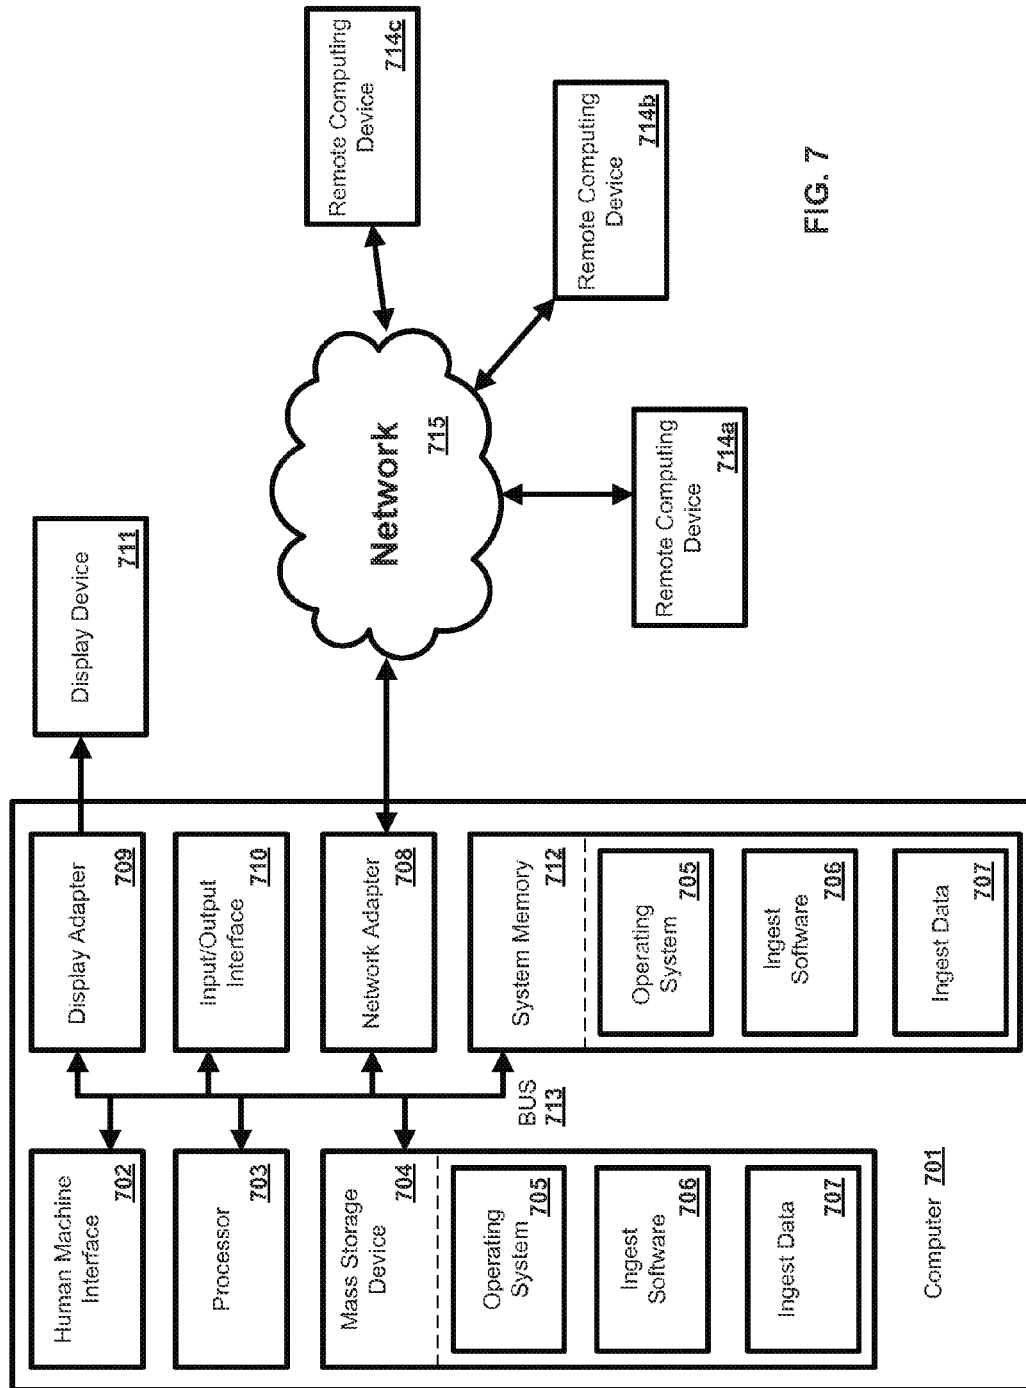 Human Machine
Interface
702
Processor
703
Mass Storage
Device
704
Operating
System
705
Ingest
Software
706
Ingest Data
707
Computer 701
BUS
713
Display Adapter
709
Input/Output
Interface
710
Network Adapter
708
System Memory
712
Operating
System
705
Ingest
Software
706
Ingest Data
707
Display Device
711
Network
715
Remote Computing
Device
714a
Remote Computing
Device
714b
Remote Computing
Device
714c
FIG. 7